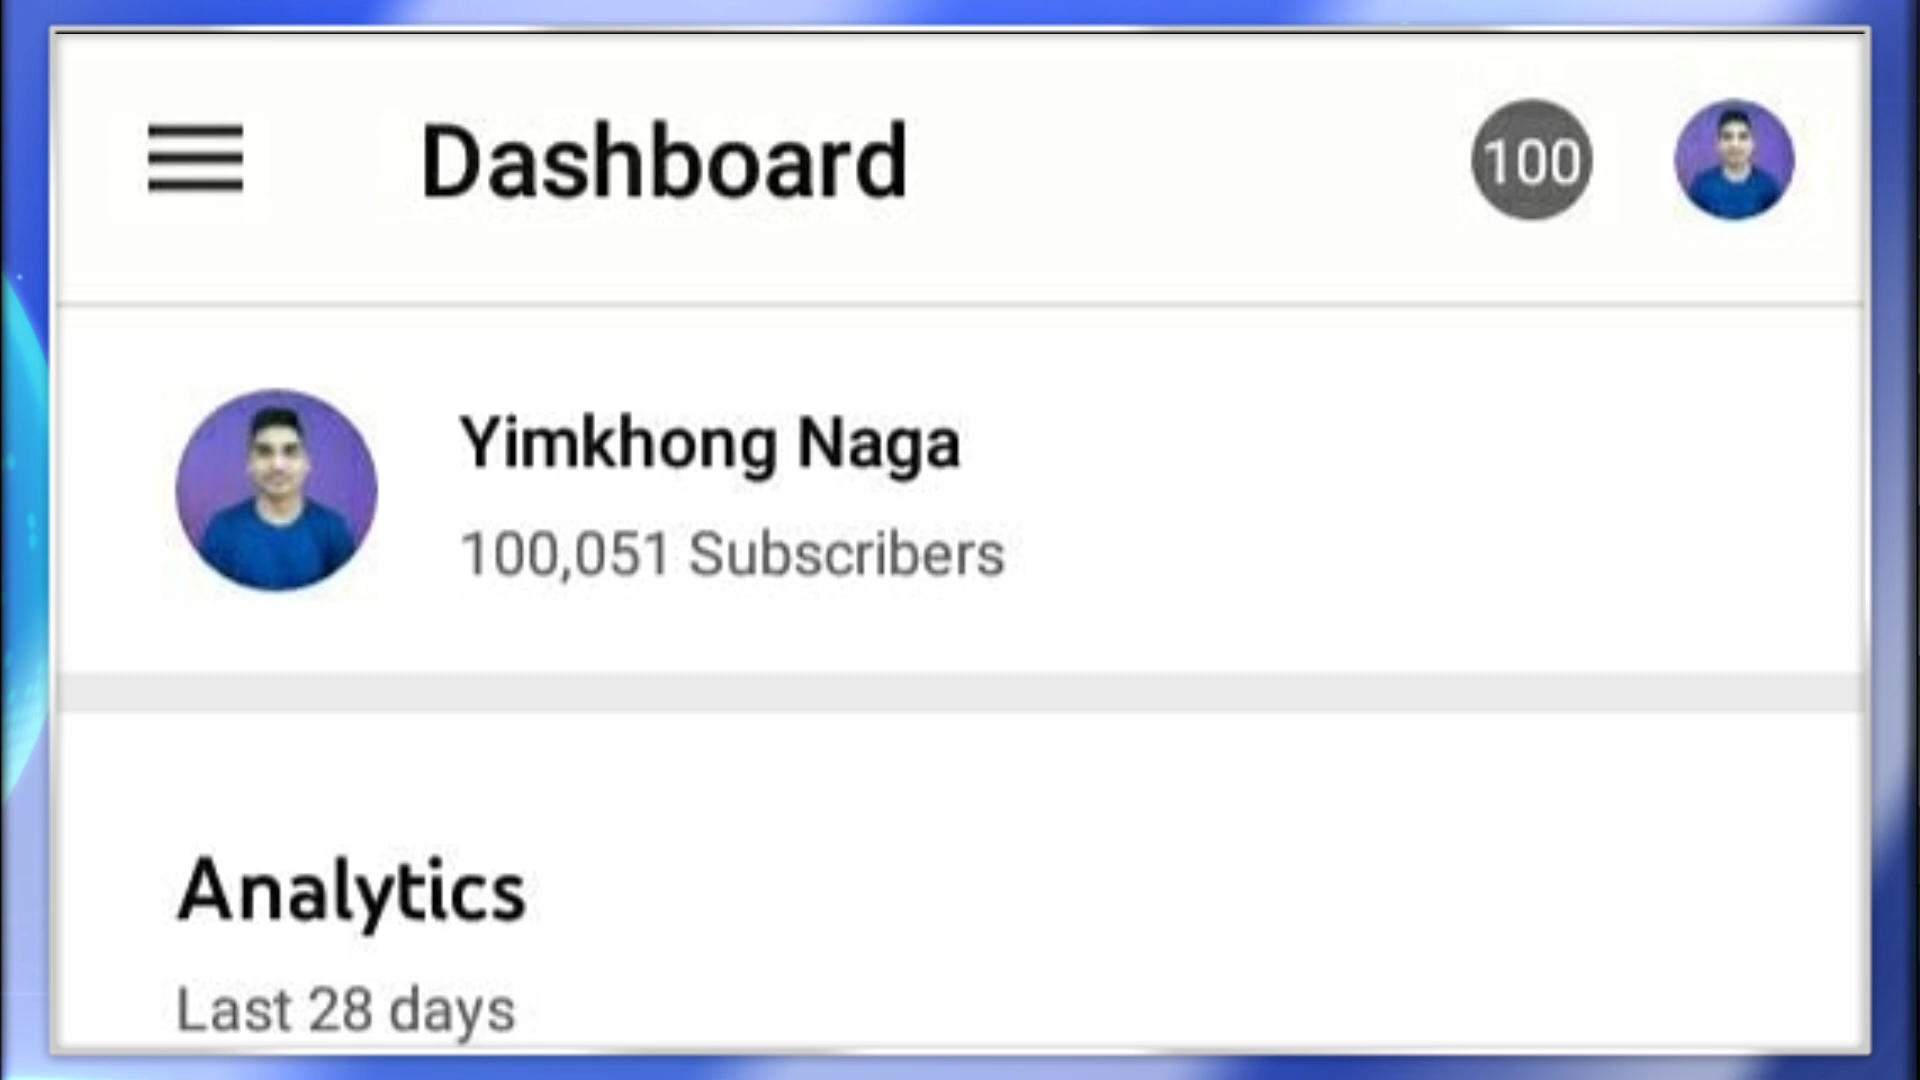 Dashboard
100
Yimkhong Naga
100,051 Subscribers
Analytics
Last 28 days